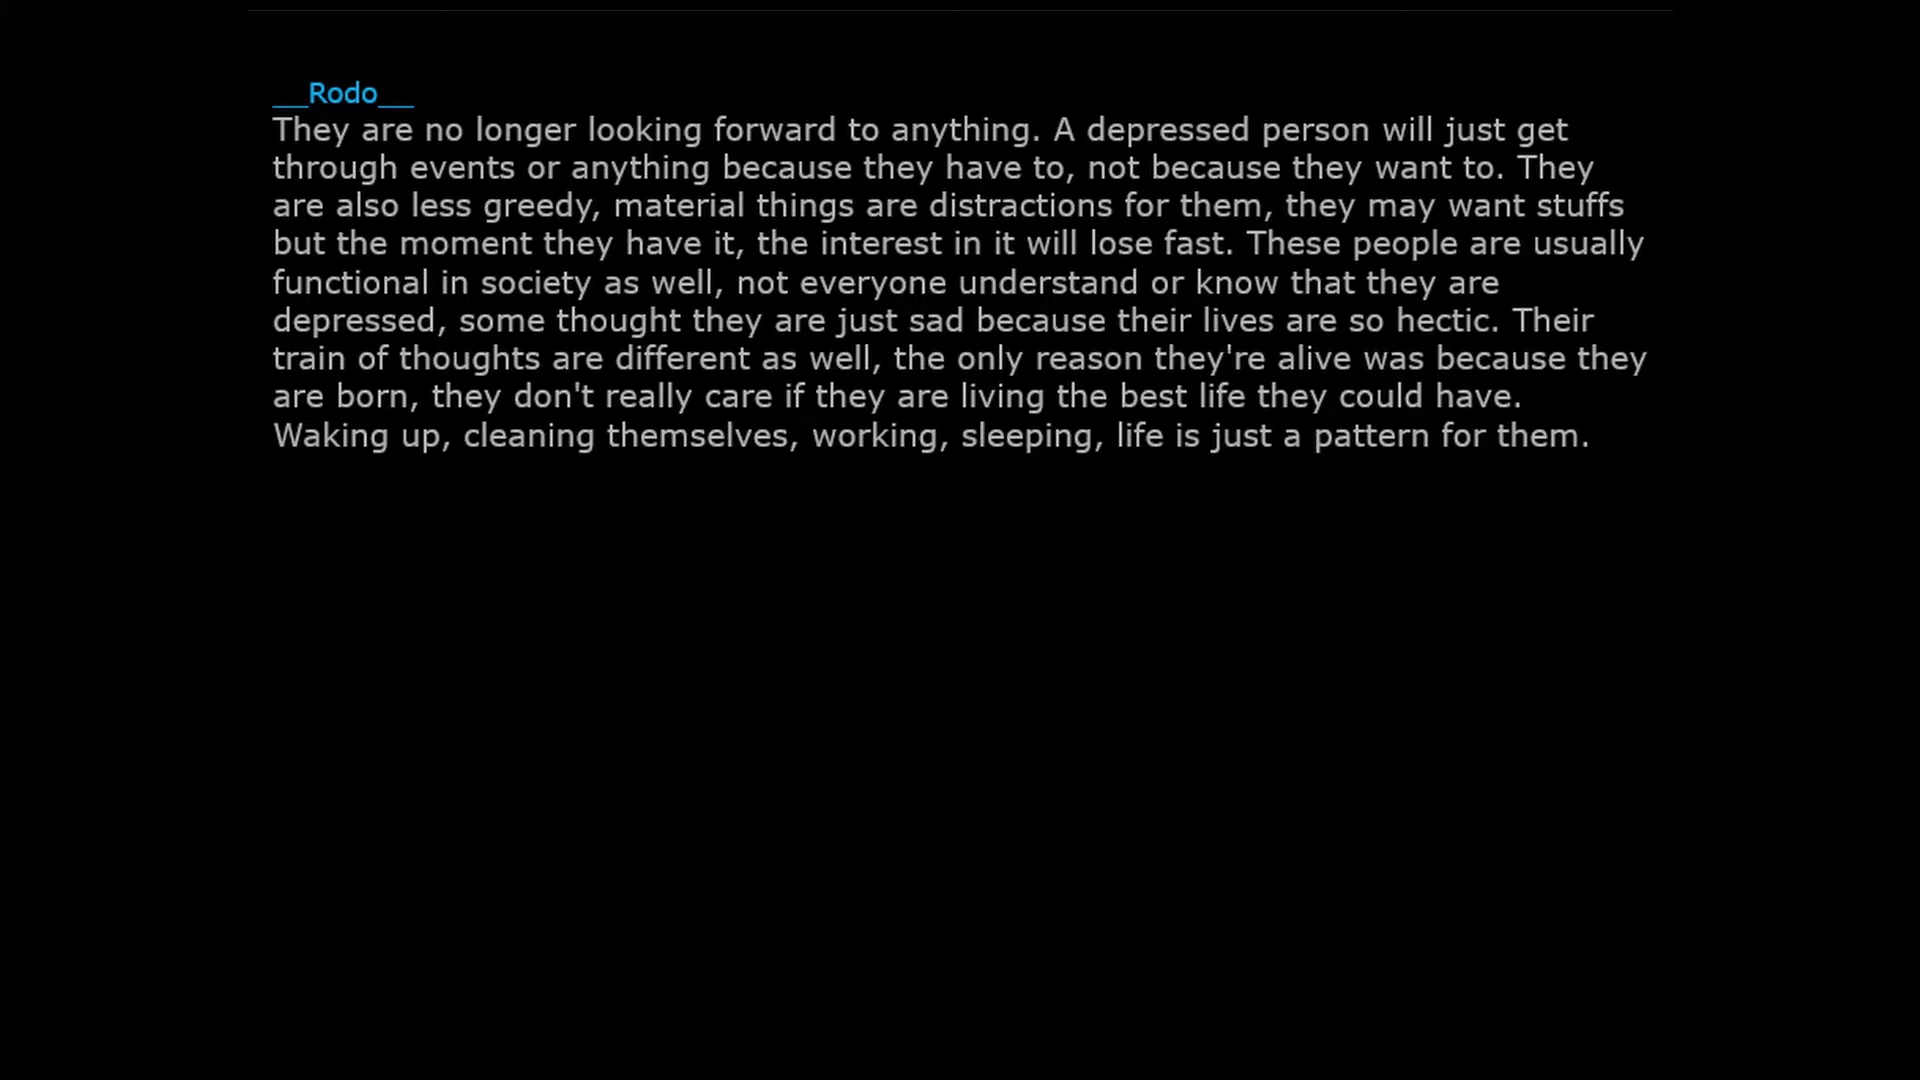 __Rodo__
They are no longer looking forward to anything. A depressed person will just get
through events or anything because they have to, not because they want to. They
are also less greedy, material things are distractions for them, they may want stuffs
but the moment they have it, the interest in it will lose fast. These people are usually
functional in society as well, not everyone understand or know that they are
depressed, some thought they are just sad because their lives are so hectic. Their
train of thoughts are different as well, the only reason they're alive was because they
are born, they don't really care if they are living the best life they could have.
Waking up, cleaning themselves, working, sleeping, life is just a pattern for them.